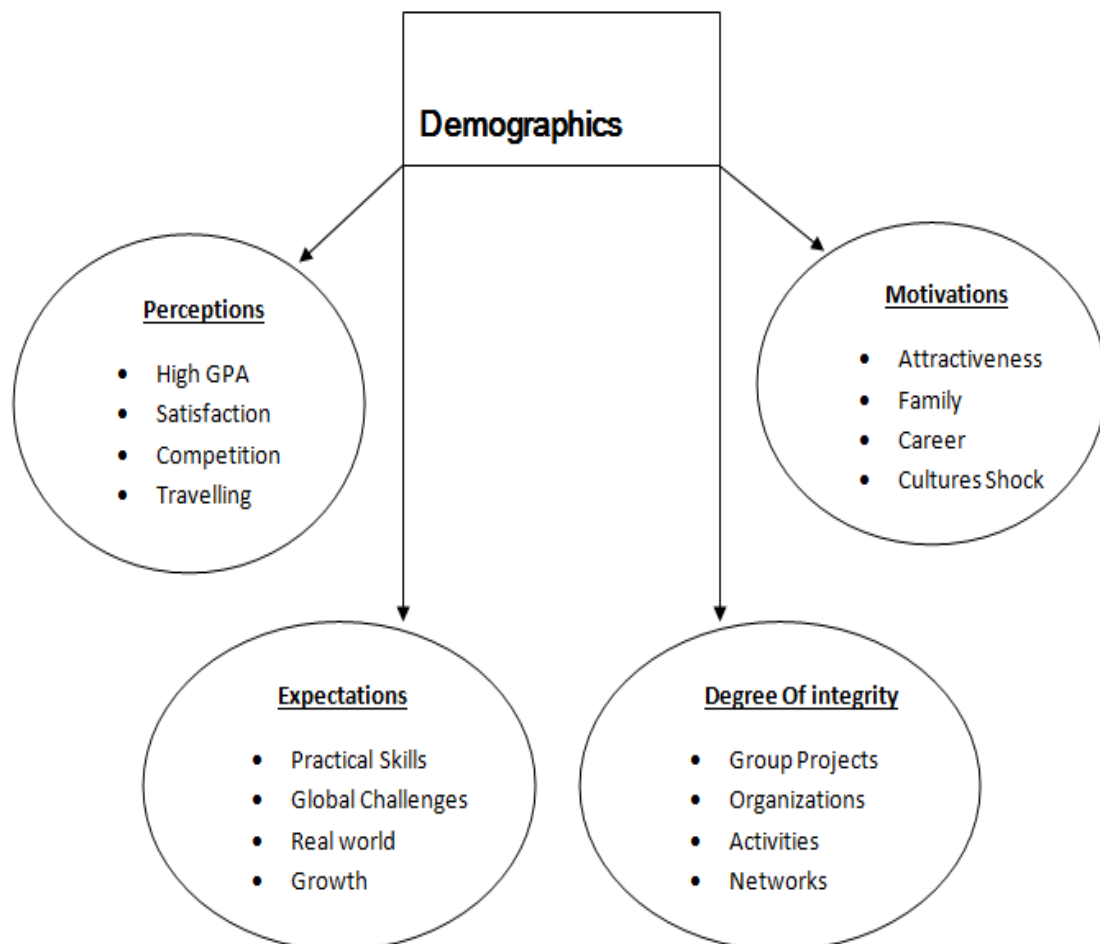 Demographics
Perceptions
• High GPA
• Satisfaction
• Competition
• Travelling
Motivations
• Attractiveness
• Family
• Career
• Cultures Shock
Expectations
• Practical Skills
• Global Challenges
• Real world
• Growth
Degree Of integrity
• Group Projects
• Organizations
• Activities
• Networks